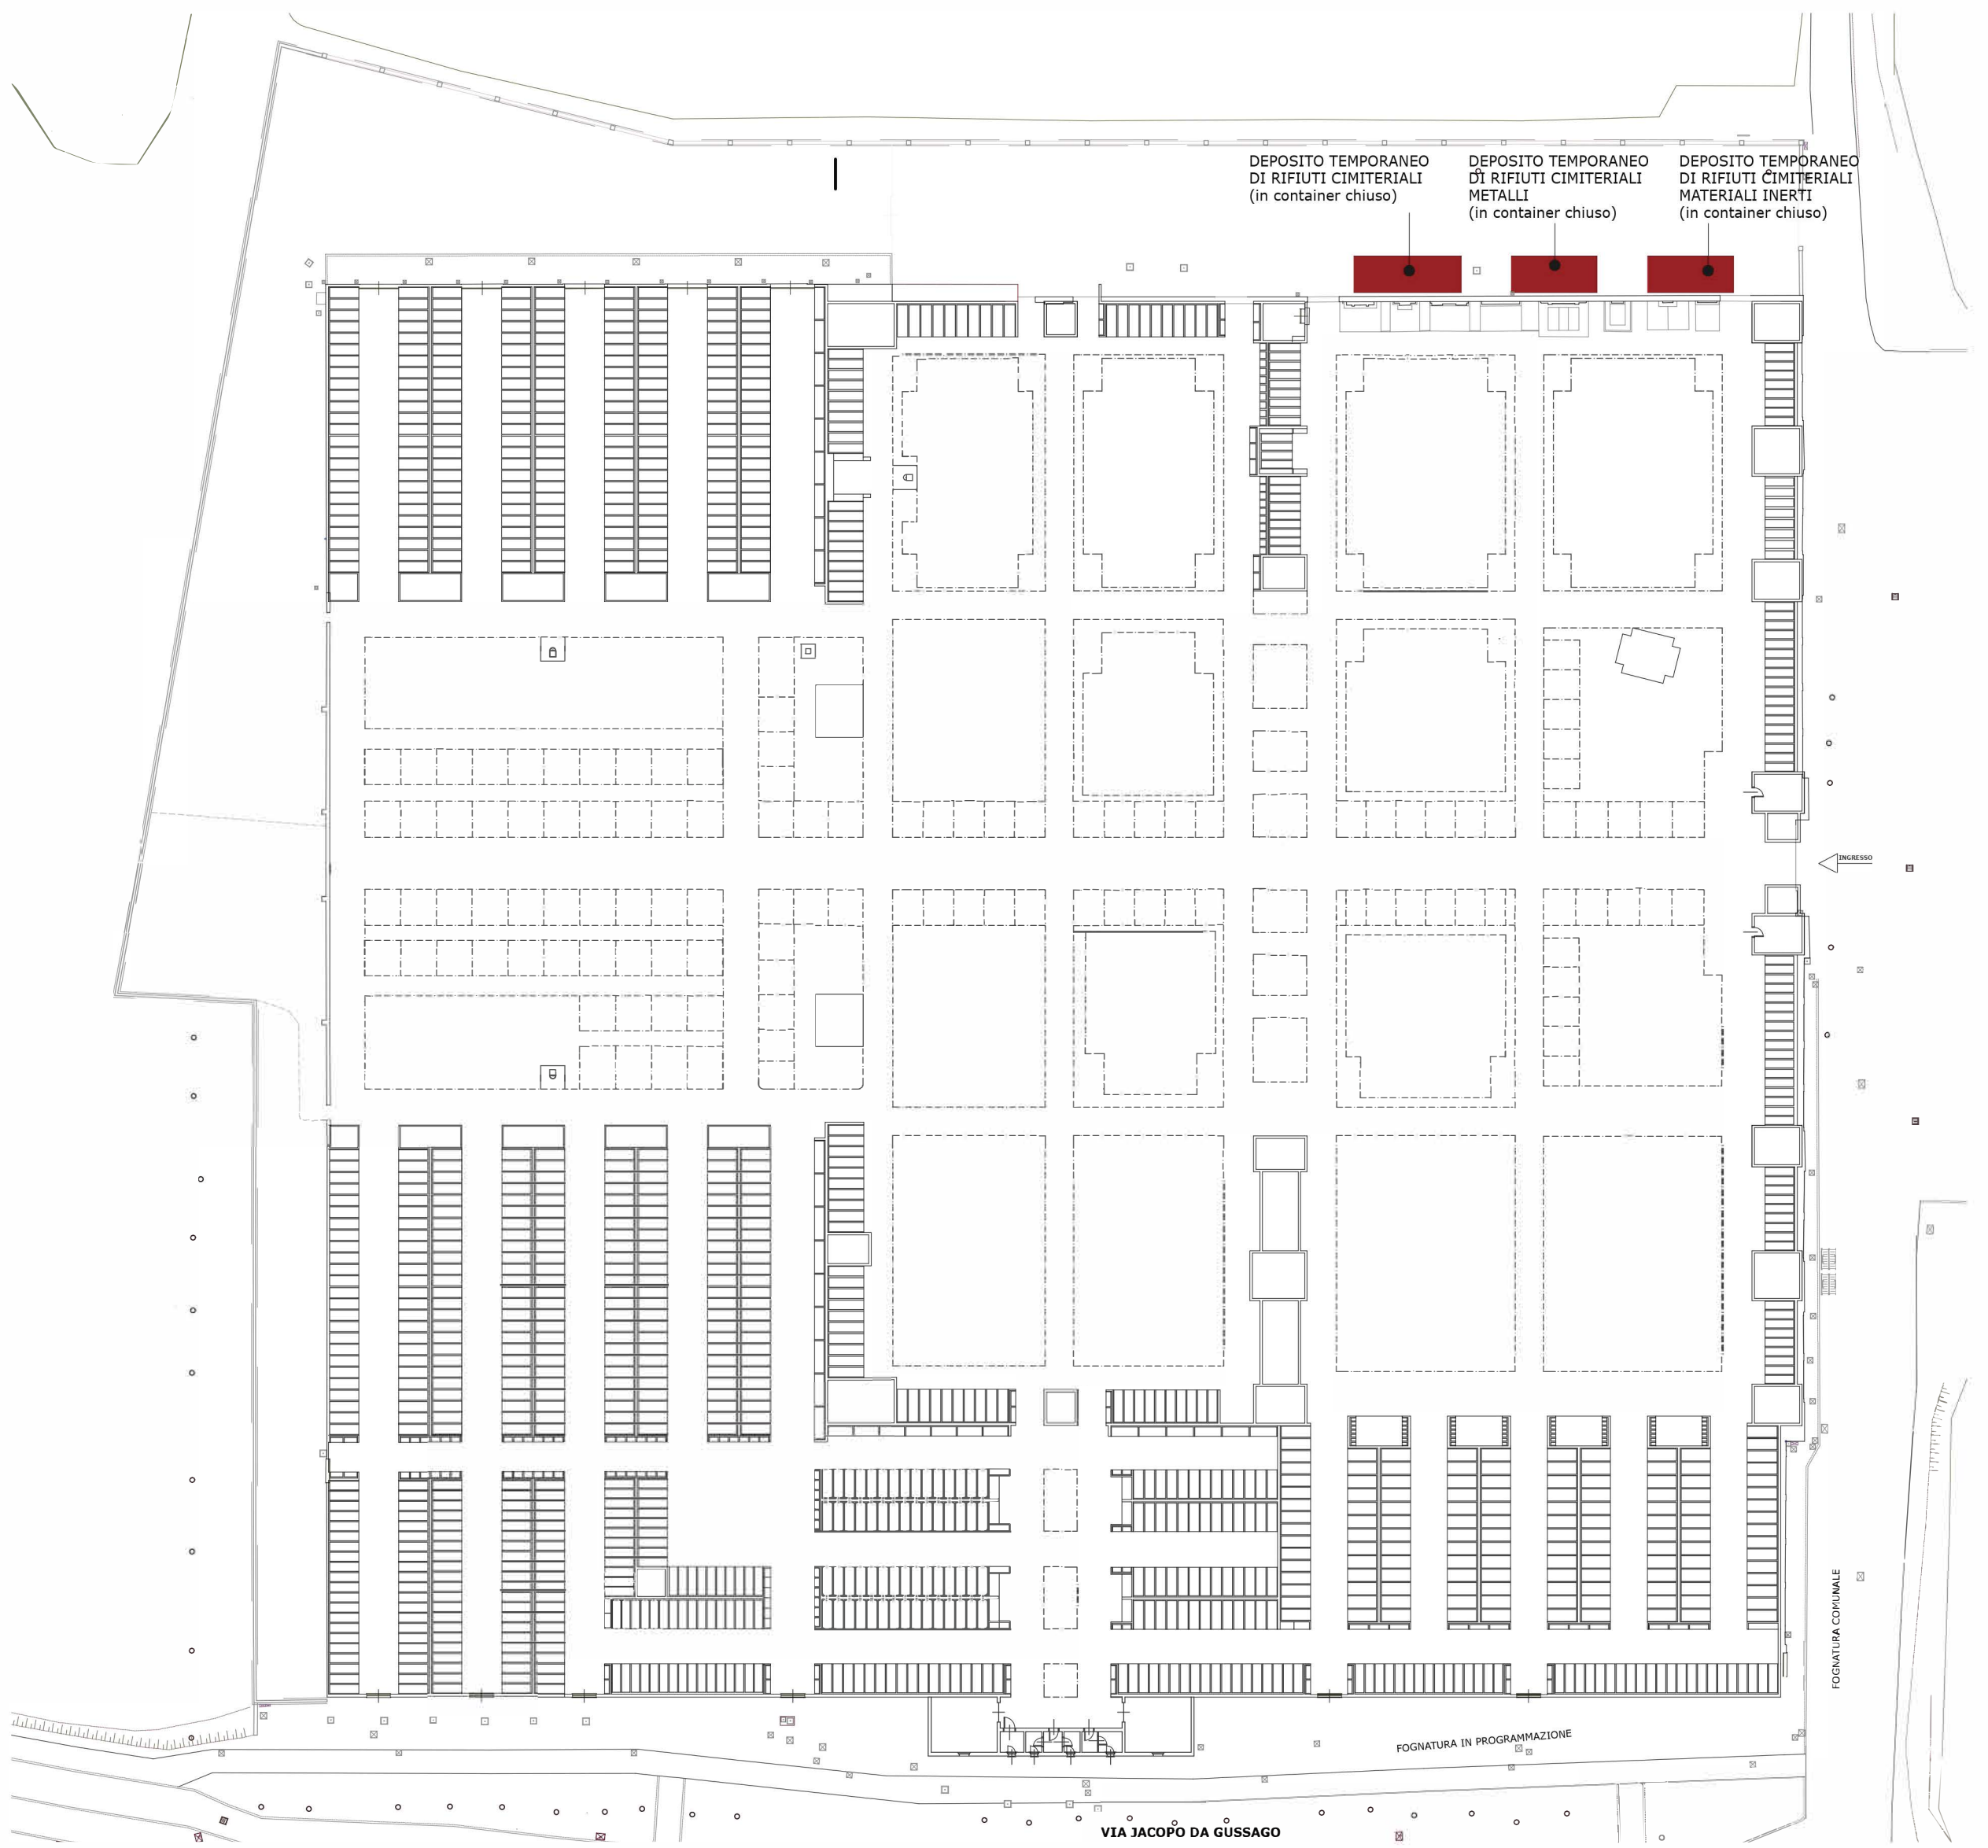 DEPOSITO TEMPORANEO
DI RIFIUTI CIMITERIALI
(in container chiuso)
DEPOSITO TEMPORANEO
DI RIFIUTI CIMITERIALI
METALLI
(in container chiuso)
DEPOSITO TEMPORANEO
DI RIFIUTI CIMITERIALI
MATERIALI INERTI
(in container chiuso)
INGRESSO
FOGNATURA COMUNALE
FOGNATURA IN PROGRAMMAZIONE
VIA JACOPO DA GUSSAGO